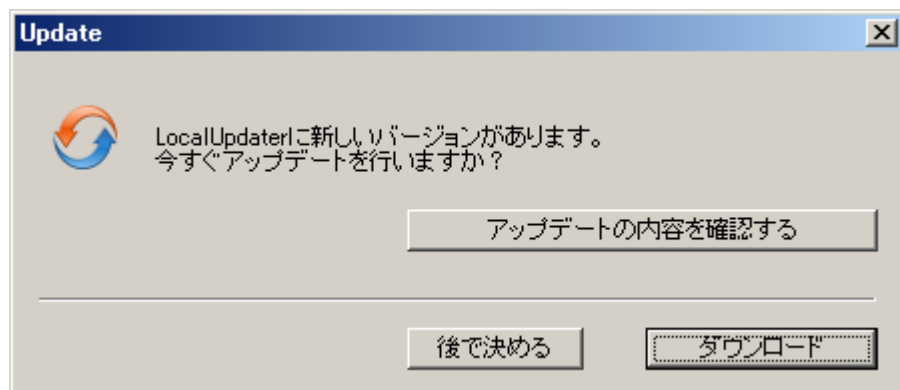 Update
LocalUpdaterに新しいバージョンがあります。
今すぐアップデートを行いますか？
アップデートの内容を確認する
後で決める
ダウンロード